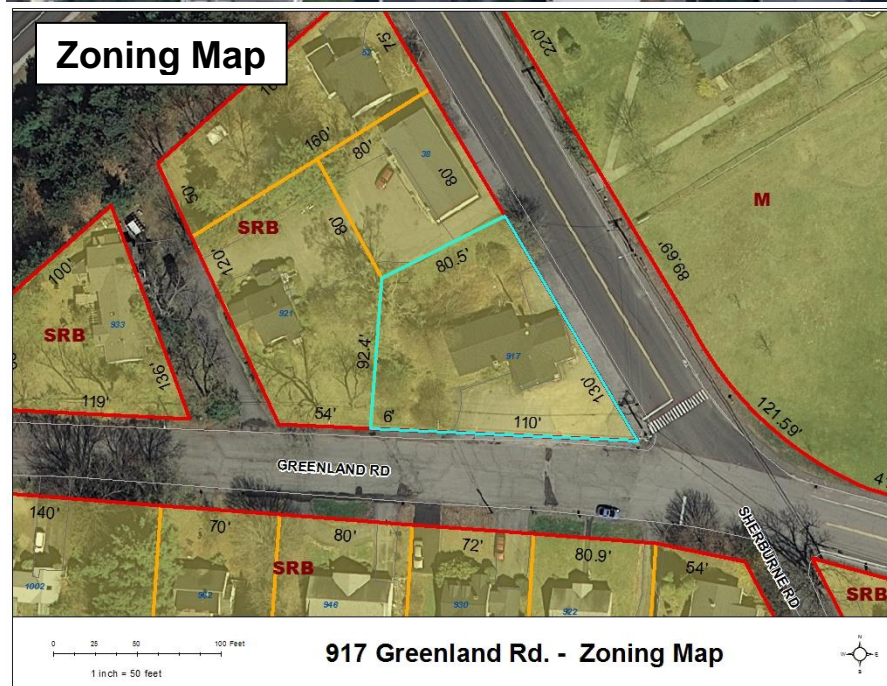 Zoning Map
75'
220'
53
160'
80'
38
80'
M
50'
SRB
80'
80.5'
89.69'
120'
100'
921
933
SRB
92.4'
917
136'
130'
119'
54'
6'
110'
121.59'
GREENLAND RD
140'
70'
80'
72'
80.9'
54'
SHERBURNE RD
SRB
SRB
1002
962
946
930
922
0 25 50 100 Feet
1 inch = 50 feet
917 Greenland Rd. - Zoning Map
N
W E
S